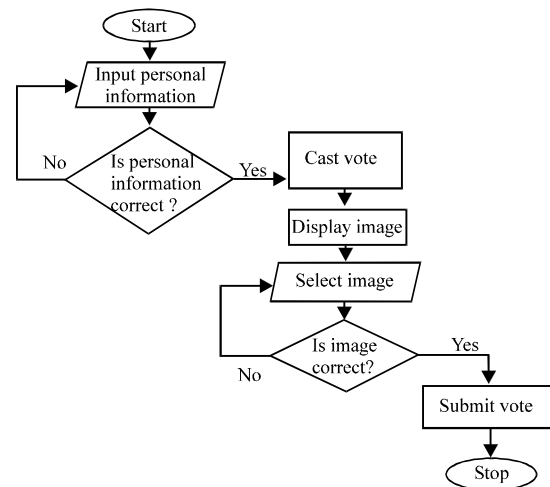 Start
Input personal
information
Is personal
information
correct ?
No
Yes
Cast vote
Display image
Select image
Is image
correct?
No
Yes
Submit vote
Stop